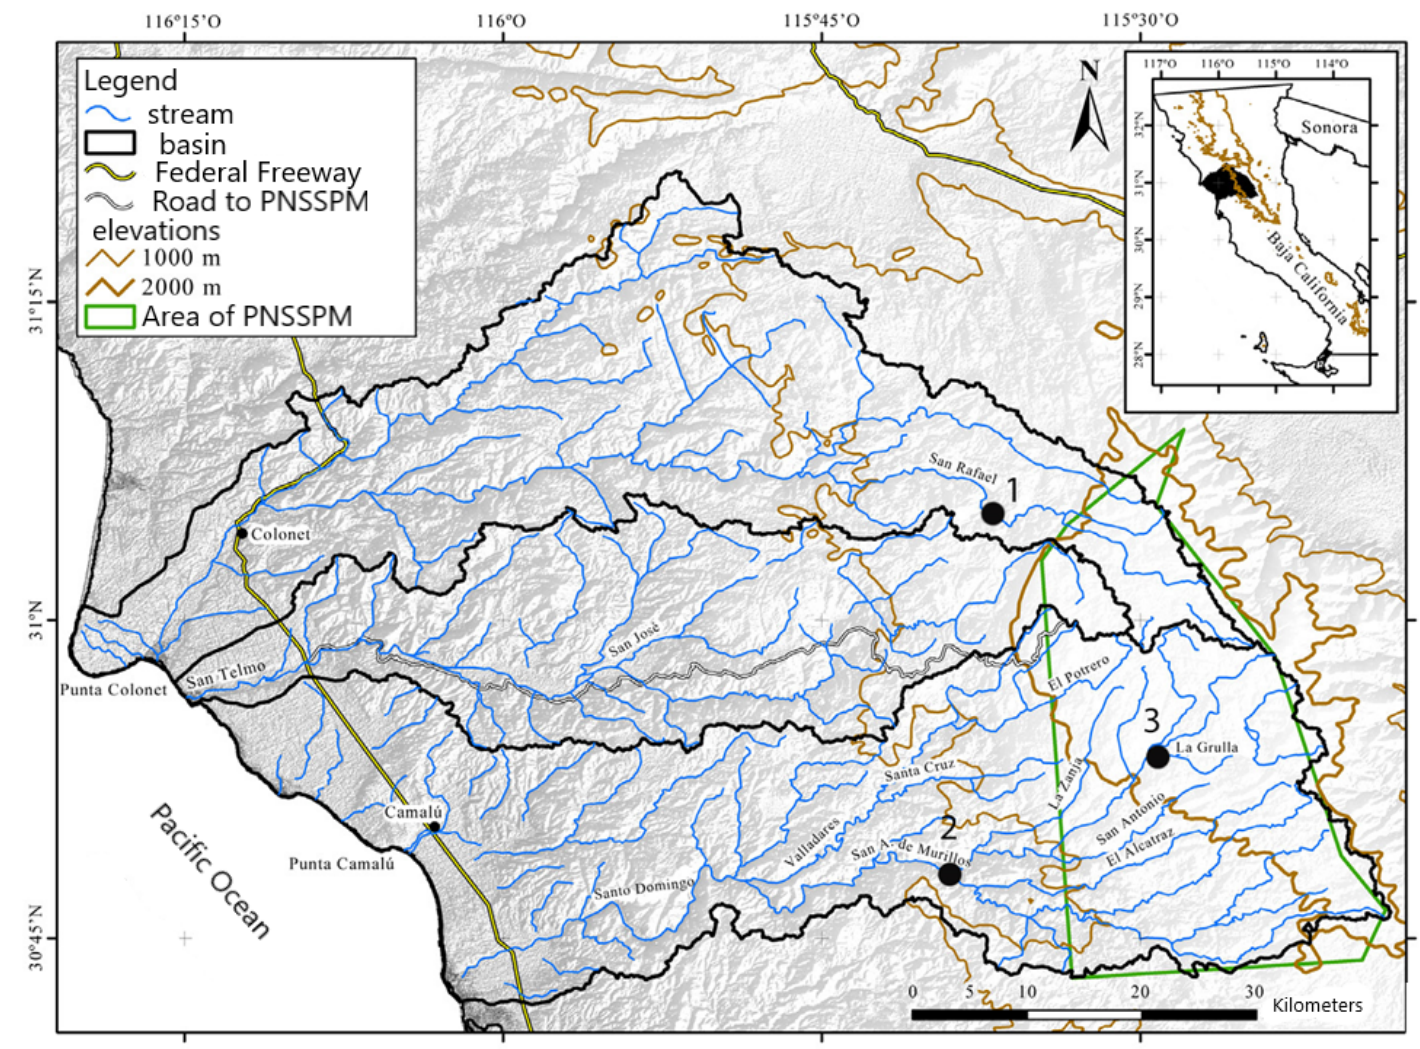 116°15'O
116°O
115°45'O
115°30'O
Legend
stream
basin
Federal Freeway
Road to PNSSPM
elevations
1000 m
2000 m
Area of PNSSPM
N
117°0
116°O
115°O
114°O
32°N
31°N
30°N
29°N
28°N
Sonora
Baja California
31°15'N
31°N
30°45'N
San Rafael
1
Colonet
San José
San Telmo
Punta Colonet
El Potrero
3
La Grulla
Santa Cruz
La Zanja
Camalú
Valladares
2
San A. de Murillos
San Antonio
El Alcatraz
Punta Camalú
Santo Domingo
Pacific Ocean
0 5 10 20 30
Kilometers